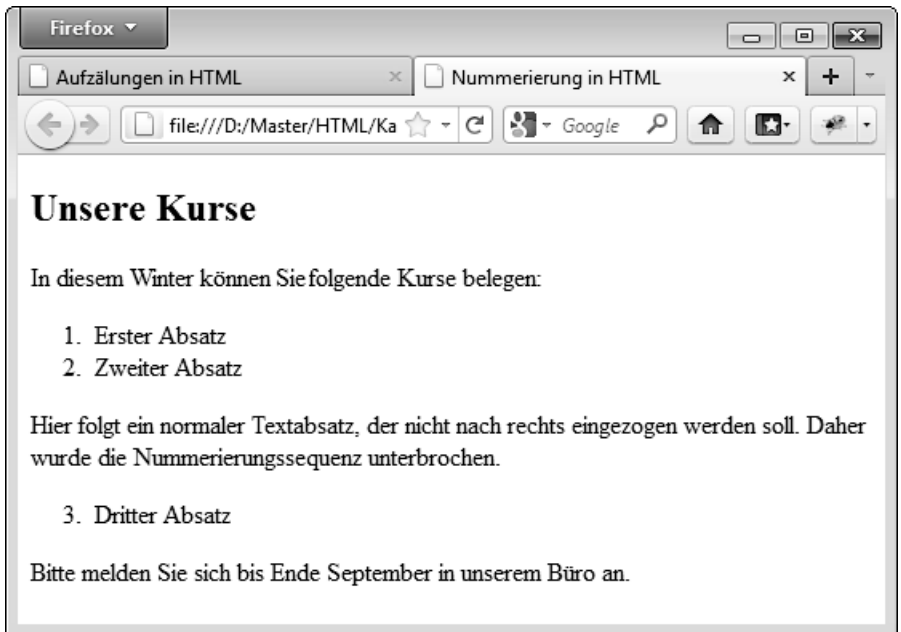 Firefox
Aufzälungen in HTML
Nummerierung in HTML
file:///D:/Master/HTML/Ka
Google
Unsere Kurse
In diesem Winter können Sie folgende Kurse belegen:
1. Erster Absatz
2. Zweiter Absatz
Hier folgt ein normaler Textabsatz, der nicht nach rechts eingezogen werden soll. Daher
wurde die Nummerierungssequenz unterbrochen.
3. Dritter Absatz
Bitte melden Sie sich bis Ende September in unserem Büro an.